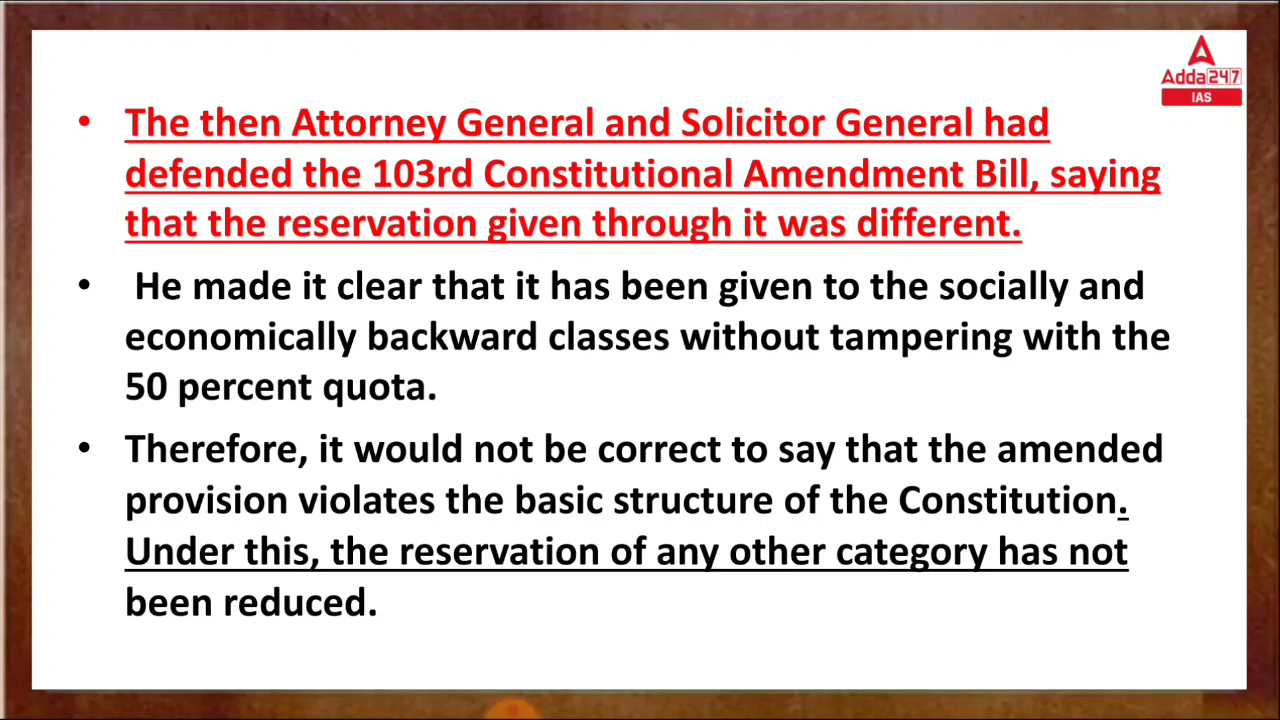 Adda247
IAS
• The then Attorney General and Solicitor General had
defended the 103rd Constitutional Amendment Bill, saying
that the reservation given through it was different.
• He made it clear that it has been given to the socially and
economically backward classes without tampering with the
50 percent quota.
• Therefore, it would not be correct to say that the amended
provision violates the basic structure of the Constitution.
Under this, the reservation of any other category has not
been reduced.